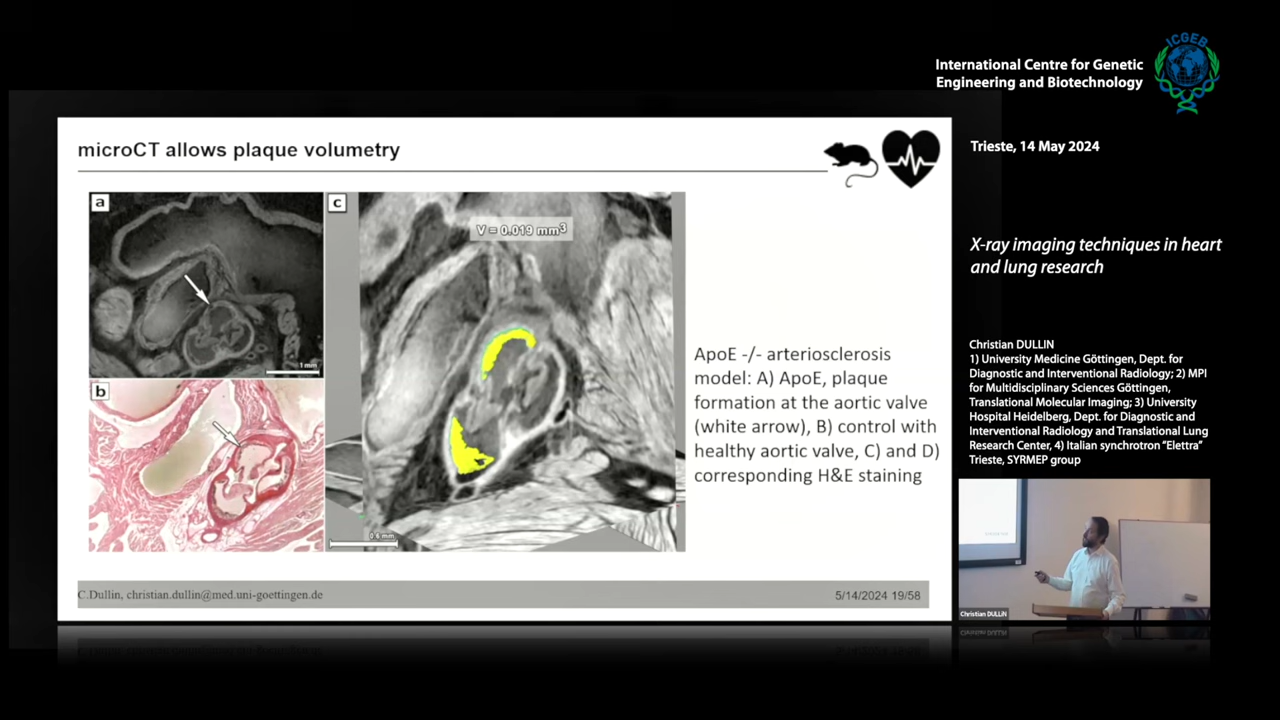 International Centre for Genetic
Engineering and Biotechnology
ICGEB
Trieste, 14 May 2024
X-ray imaging techniques in heart
and lung research
Christian DULLIN
1) University Medicine Göttingen, Dept. for
Diagnostic and Interventional Radiology; 2) MPI
for Multidisciplinary Sciences Göttingen,
Translational Molecular Imaging; 3) University
Hospital Heidelberg, Dept. for Diagnostic and
Interventional Radiology and Translational Lung
Research Center, 4) Italian synchrotron “Elettra”
Trieste, SYRMEP group
microCT allows plaque volumetry
a
1 mm
b
c
V = 0.019 mm³
0.6 mm
ApoE -/- arteriosclerosis
model: A) ApoE, plaque
formation at the aortic valve
(white arrow), B) control with
healthy aortic valve, C) and D)
corresponding H&E staining
C.Dullin, christian.dullin@med.uni-goettingen.de
5/14/2024 19/58
Christian DULLIN